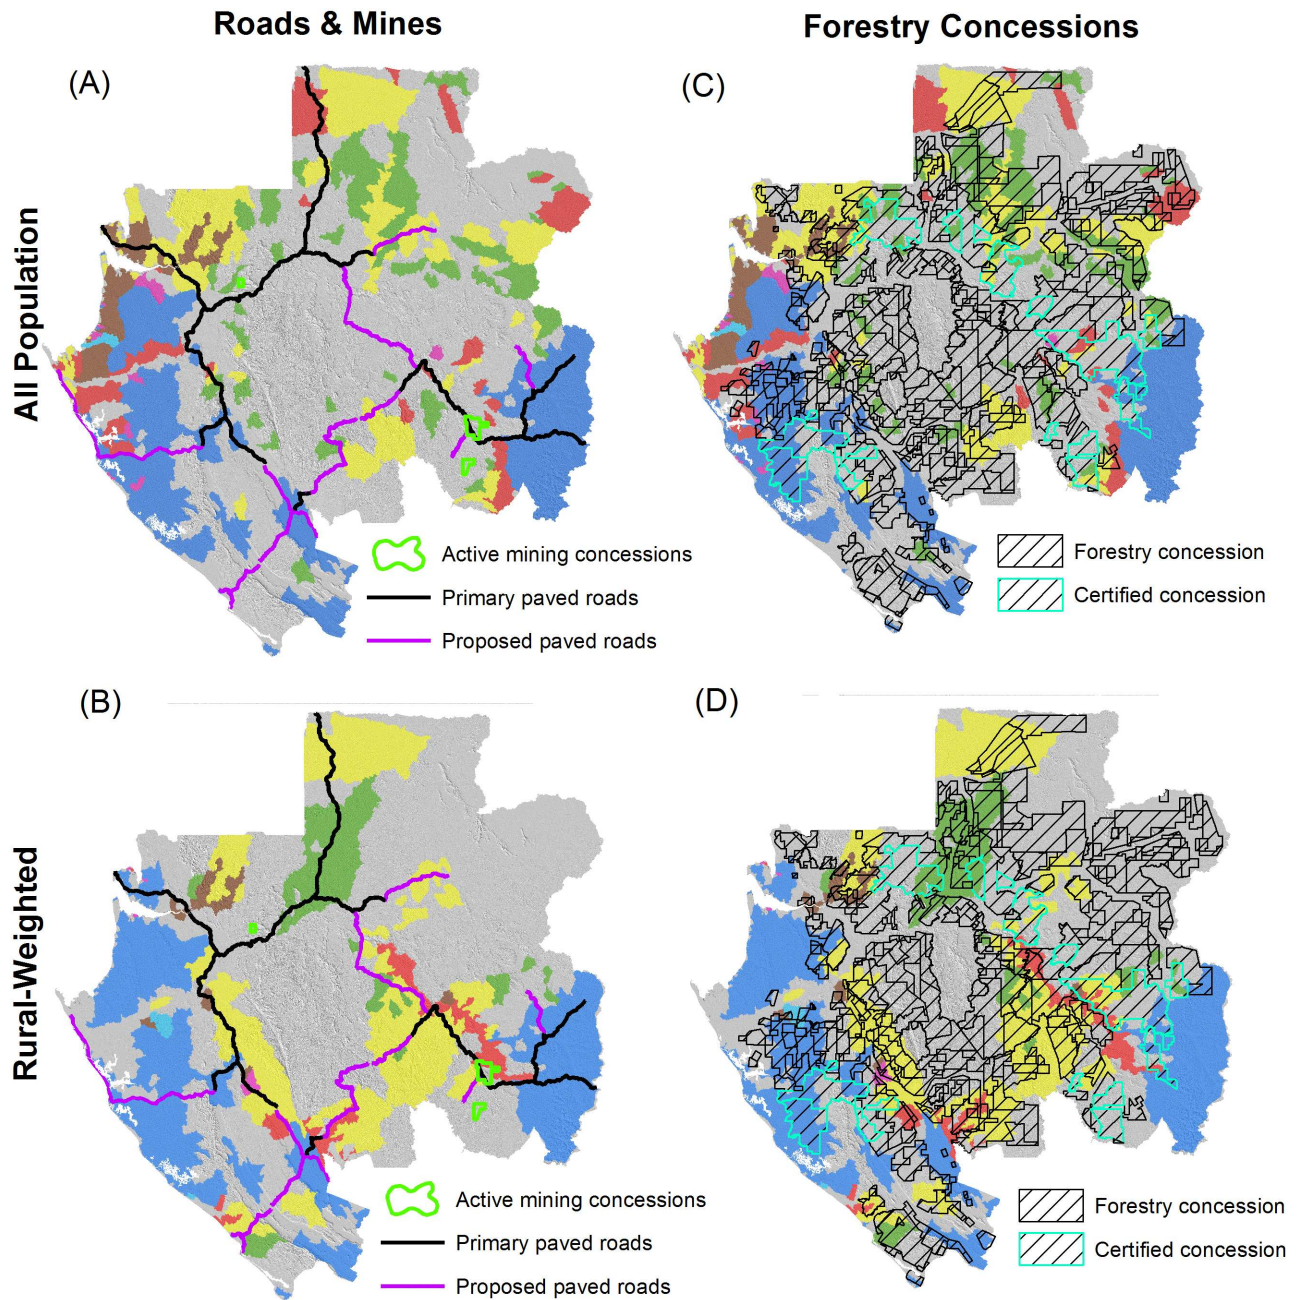 Roads & Mines
Forestry Concessions
All Population
(A)
Active mining concessions
Primary paved roads
Proposed paved roads
(C)
Forestry concession
Certified concession
Rural-Weighted
(B)
Active mining concessions
Primary paved roads
Proposed paved roads
(D)
Forestry concession
Certified concession